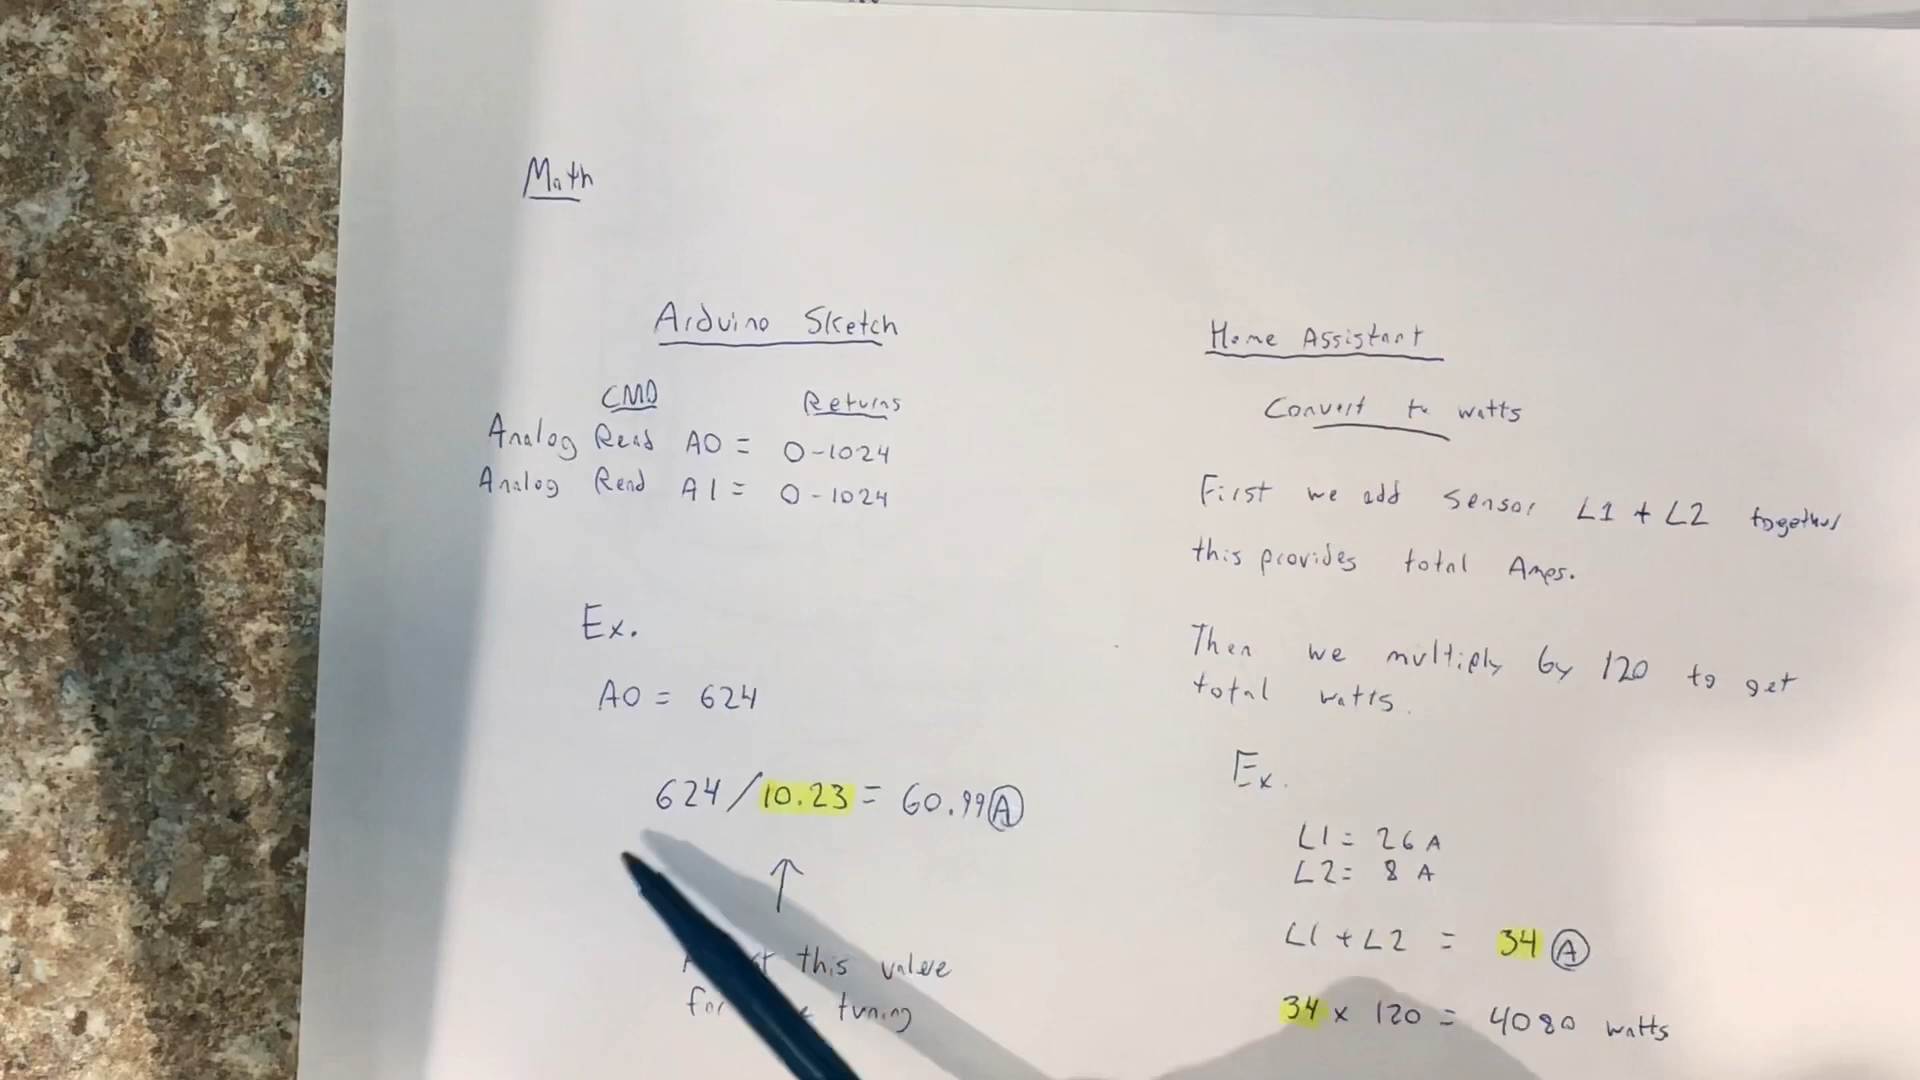 Math
Arduino Sketch
CMD Returns
Analog Read A0 = 0-1024
Analog Read A1 = 0-1024
Ex.
A0 = 624
624 / 10.23 = 60.99 A
↑
this value
for tuning
Home Assistant
Convert to watts
First we add sensor L1 + L2 together
this provides total Amps.
Then we multiply by 120 to get
total watts.
Ex.
L1 = 26 A
L2 = 8 A
L1 + L2 = 34 A
34 x 120 = 4080 watts